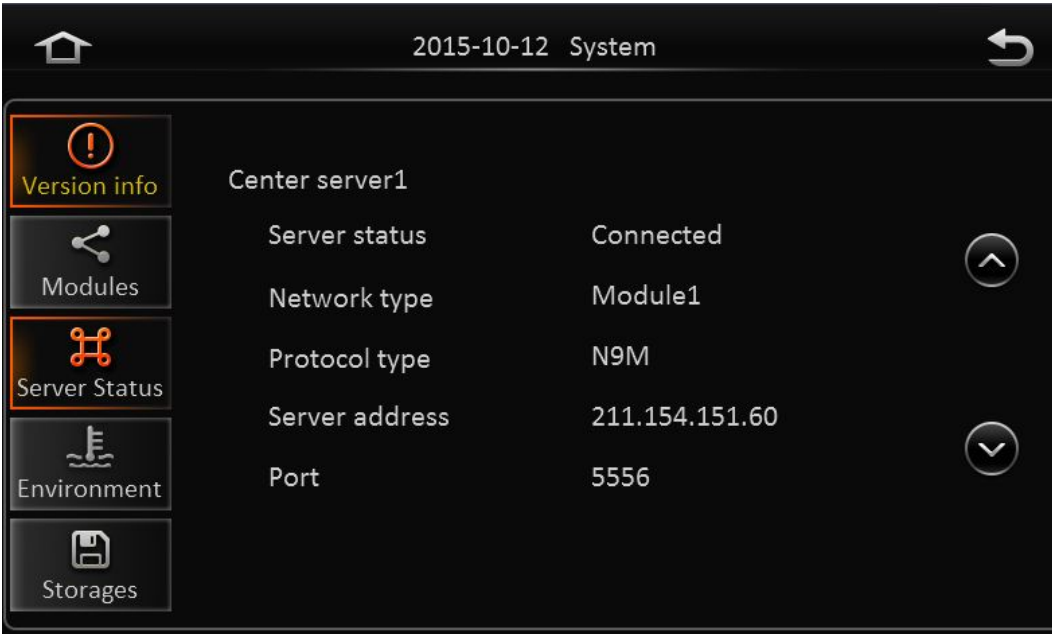 2015-10-12 System
Version info
Modules
Server Status
Environment
Storages
Center server1
Server status Connected
Network type Module1
Protocol type N9M
Server address 211.154.151.60
Port 5556